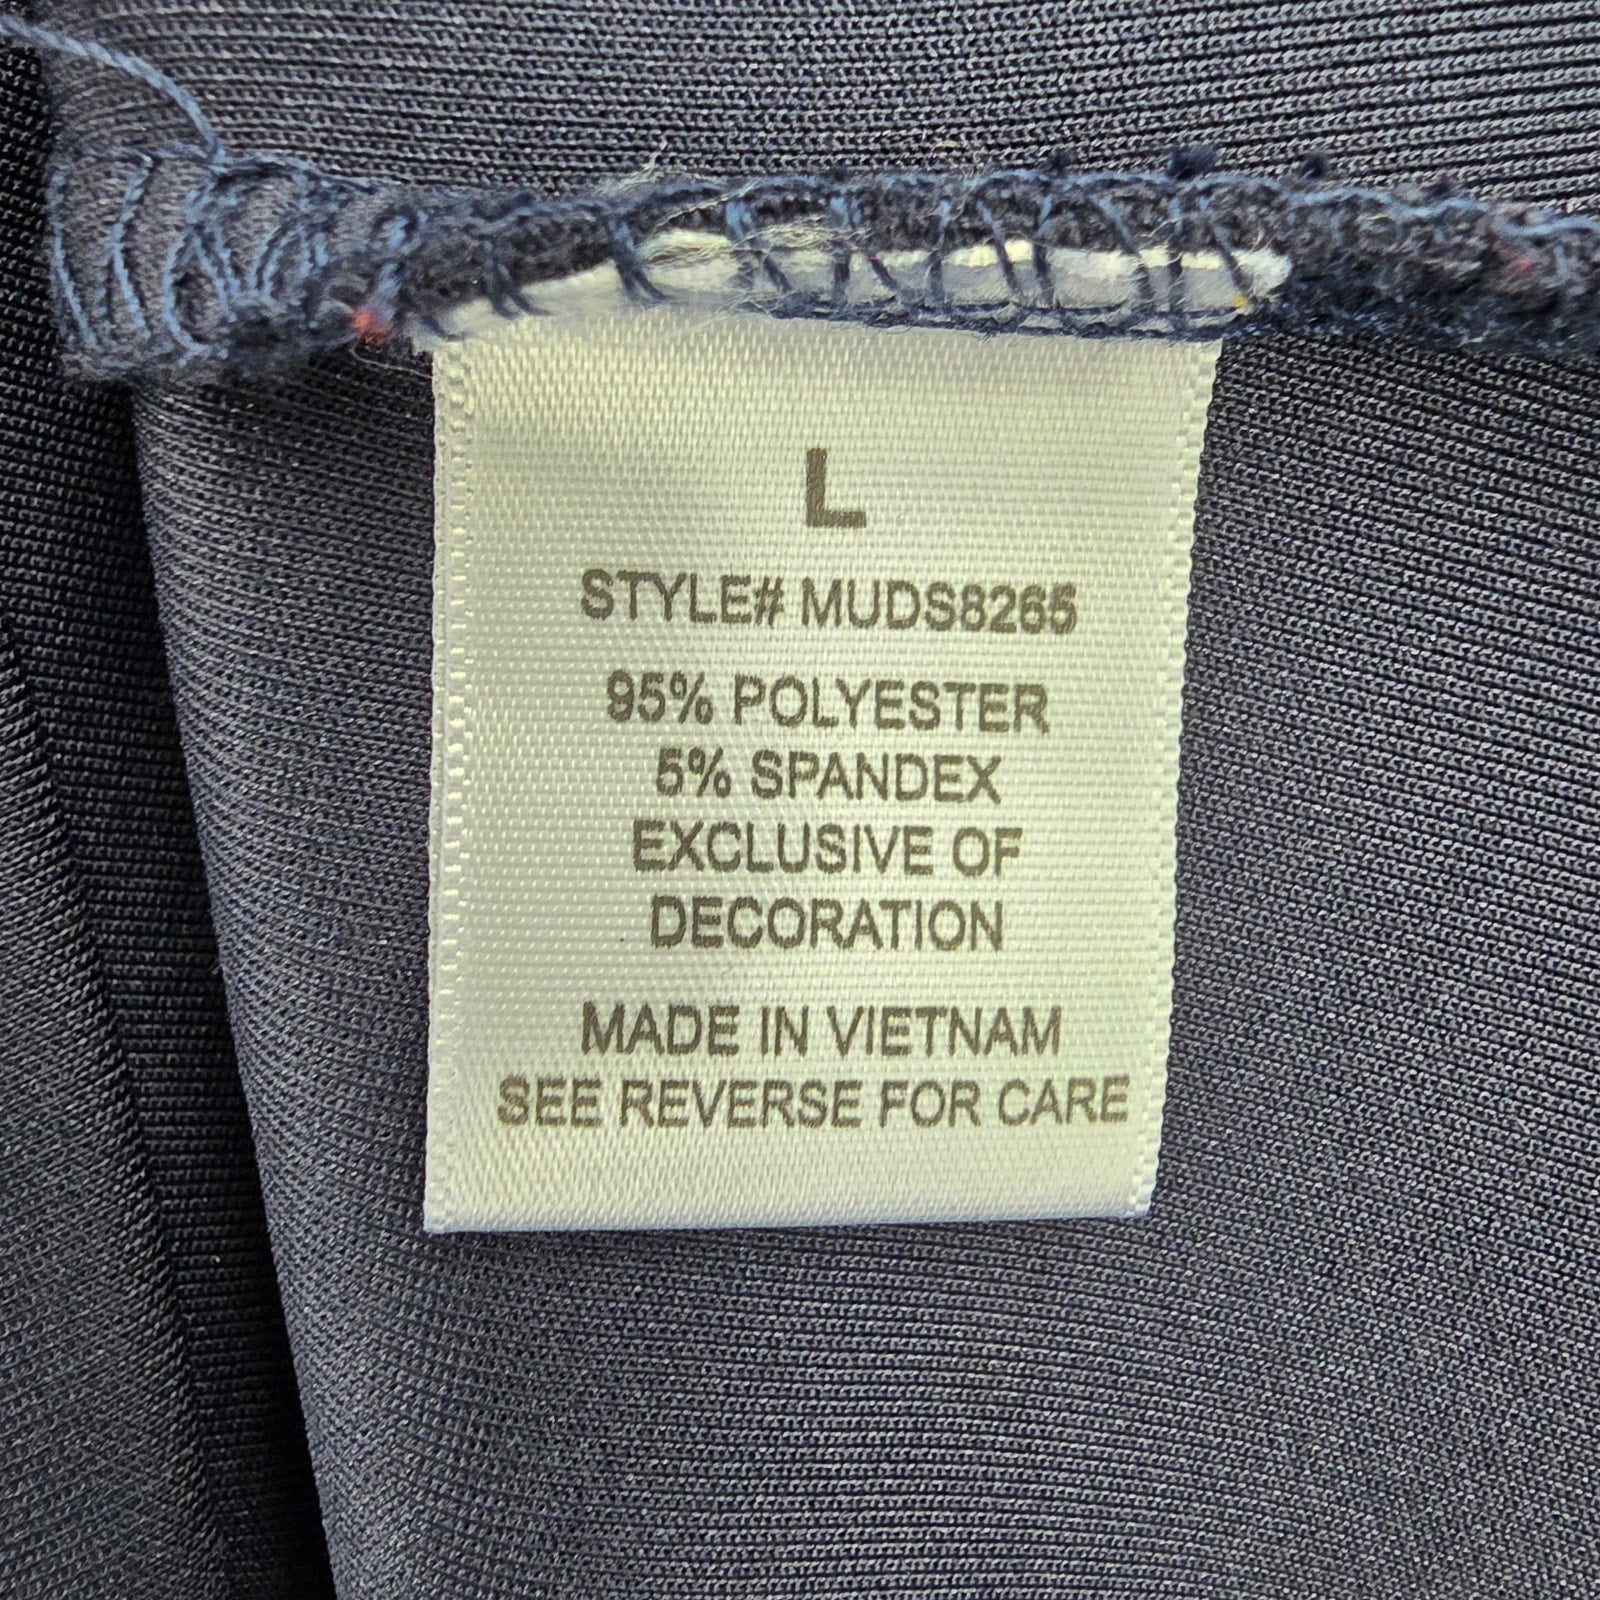 L
STYLE# MUDS8265
95% POLYESTER
5% SPANDEX
EXCLUSIVE OF
DECORATION
MADE IN VIETNAM
SEE REVERSE FOR CARE